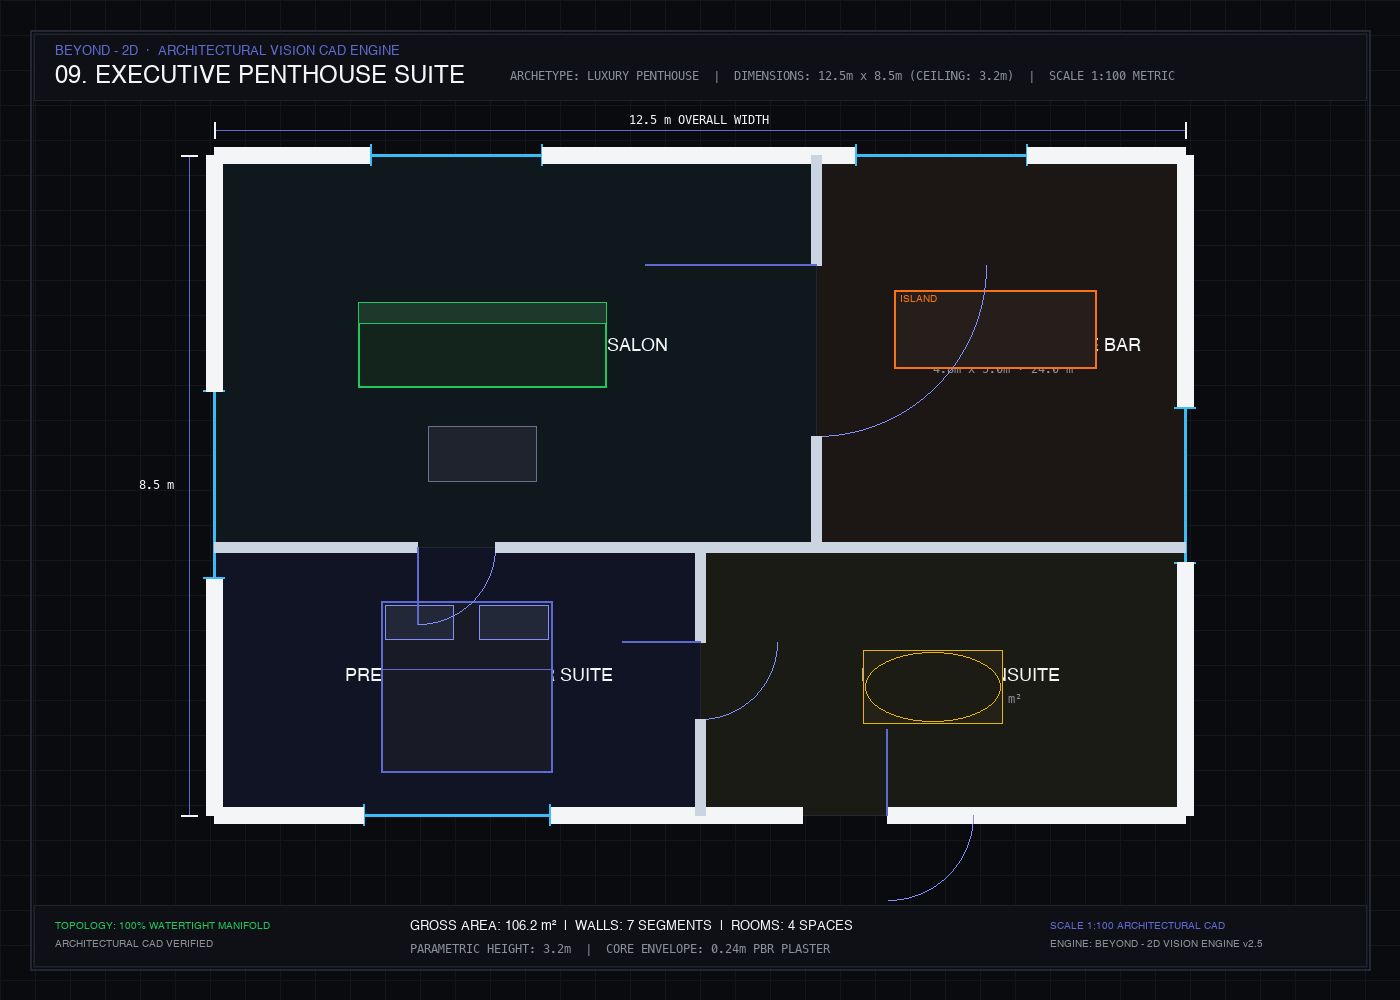 BEYOND - 2D · ARCHITECTURAL VISION CAD ENGINE
09. EXECUTIVE PENTHOUSE SUITE
ARCHETYPE: LUXURY PENTHOUSE | DIMENSIONS: 12.5m x 8.5m (CEILING: 3.2m) | SCALE 1:100 METRIC
12.5 m OVERALL WIDTH
ISLAND
SALON
BAR
8.5 m
SUITE
m²
TOPOLOGY: 100% WATERTIGHT MANIFOLD
ARCHITECTURAL CAD VERIFIED
GROSS AREA: 106.2 m² | WALLS: 7 SEGMENTS | ROOMS: 4 SPACES
PARAMETRIC HEIGHT: 3.2m | CORE ENVELOPE: 0.24m PBR PLASTER
SCALE 1:100 ARCHITECTURAL CAD
ENGINE: BEYOND - 2D VISION ENGINE v2.5